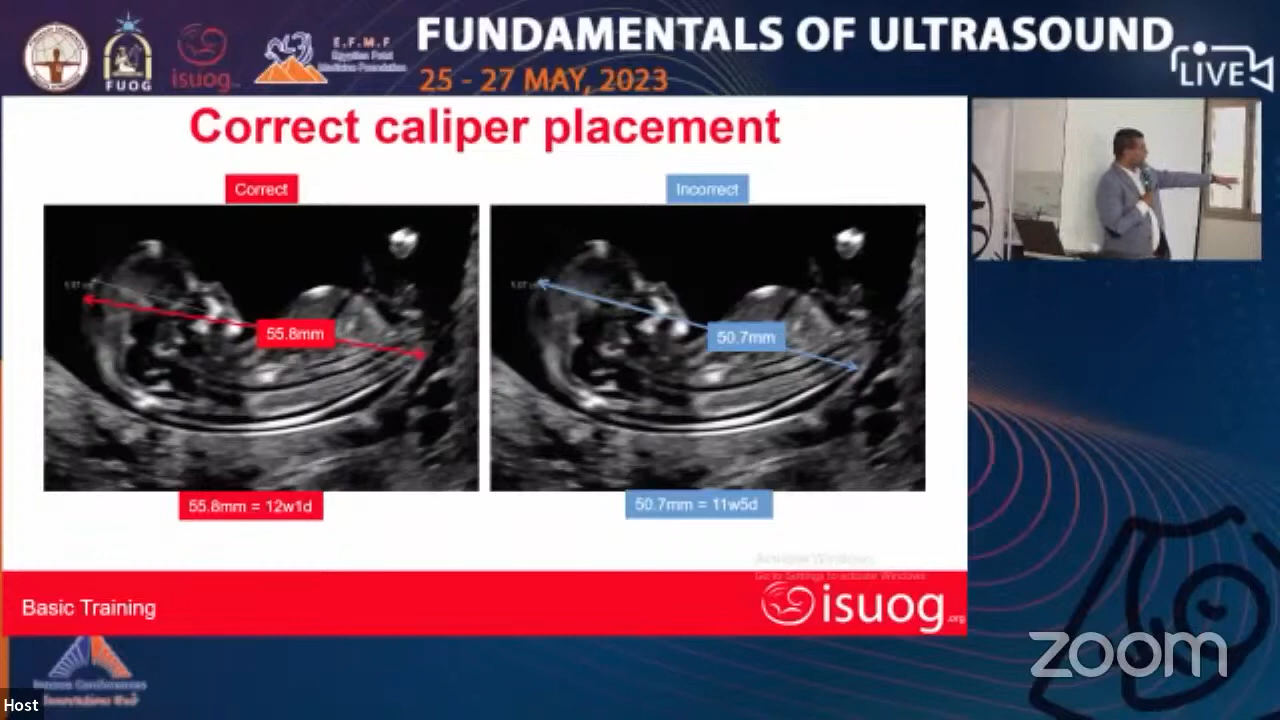 FUNDAMENTALS OF ULTRASOUND
25 - 27 MAY, 2023
LIVE
FUOG
isuog
E.F.M.F
Correct caliper placement
Correct
Incorrect
55.8mm
50.7mm
55.8mm = 12w1d
50.7mm = 11w5d
Activate Windows
Go to Settings to activate Windows
Basic Training
isuog.org
zoom
Host